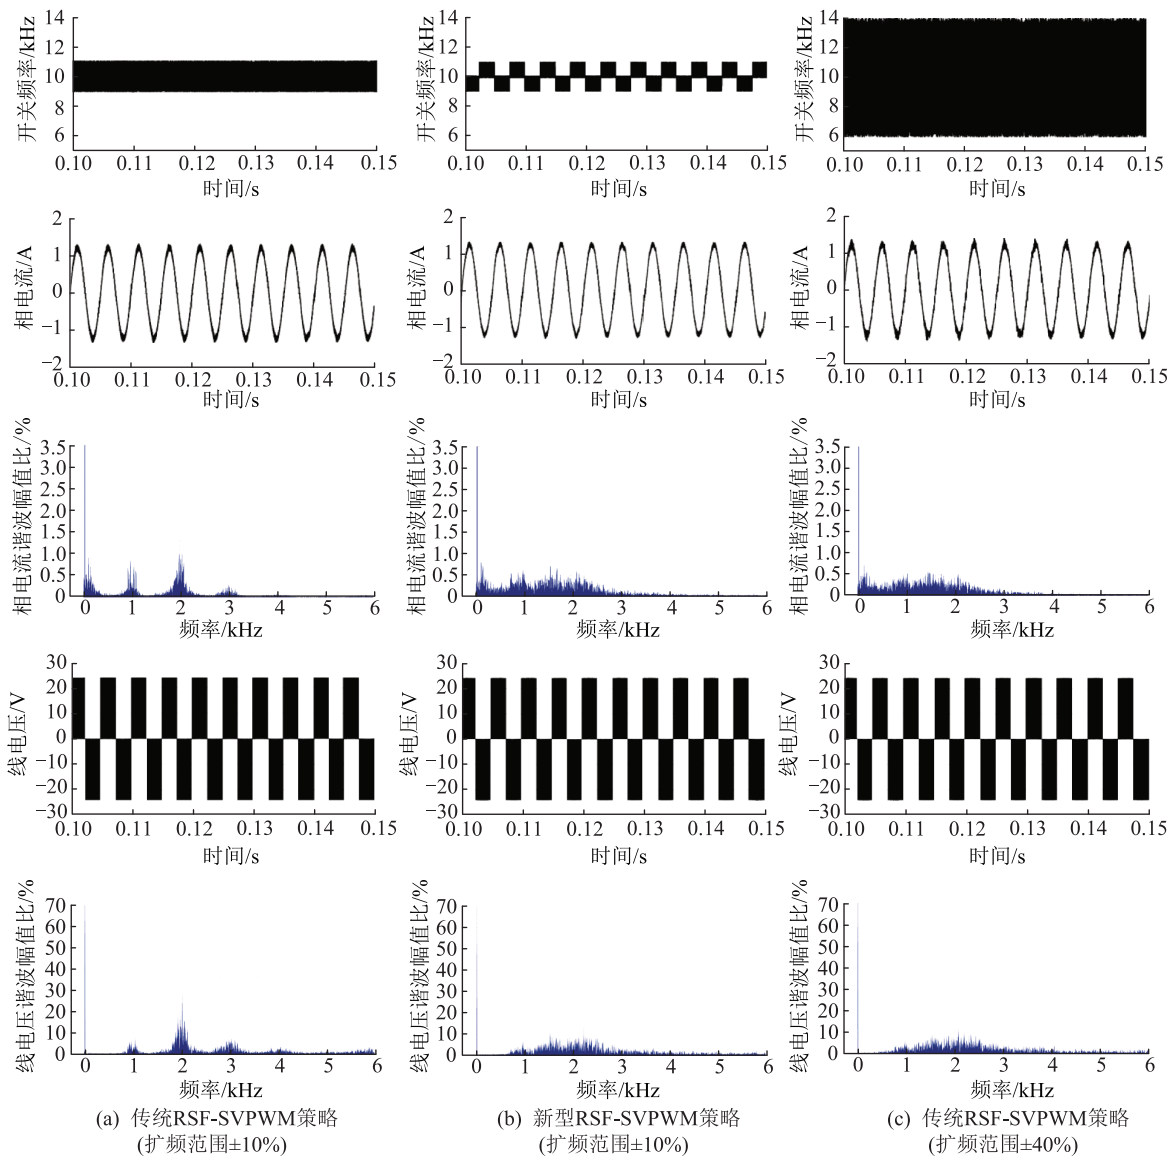 开关频率/kHz
14
12
10
8
6
0.10 0.11 0.12 0.13 0.14 0.15
时间/s
开关频率/kHz
14
12
10
8
6
0.10 0.11 0.12 0.13 0.14 0.15
时间/s
开关频率/kHz
14
12
10
8
6
0.10 0.11 0.12 0.13 0.14 0.15
时间/s
相电流/A
2
1
0
−1
−2
0.10 0.11 0.12 0.13 0.14 0.15
时间/s
相电流/A
2
1
0
−1
−2
0.10 0.11 0.12 0.13 0.14 0.15
时间/s
相电流/A
2
1
0
−1
−2
0.10 0.11 0.12 0.13 0.14 0.15
时间/s
相电流谐波幅值比/%
3.5
3.0
2.5
2.0
1.5
1.0
0.5
0
0 1 2 3 4 5 6
频率/kHz
相电流谐波幅值比/%
3.5
3.0
2.5
2.0
1.5
1.0
0.5
0
0 1 2 3 4 5 6
频率/kHz
相电流谐波幅值比/%
3.5
3.0
2.5
2.0
1.5
1.0
0.5
0
0 1 2 3 4 5 6
频率/kHz
线电压/V
30
20
10
0
−10
−20
−30
0.10 0.11 0.12 0.13 0.14 0.15
时间/s
线电压/V
30
20
10
0
−10
−20
−30
0.10 0.11 0.12 0.13 0.14 0.15
时间/s
线电压/V
30
20
10
0
−10
−20
−30
0.10 0.11 0.12 0.13 0.14 0.15
时间/s
线电压谐波幅值比/%
70
60
50
40
30
20
10
0
0 1 2 3 4 5 6
频率/kHz
线电压谐波幅值比/%
70
60
50
40
30
20
10
0
0 1 2 3 4 5 6
频率/kHz
线电压谐波幅值比/%
70
60
50
40
30
20
10
0
0 1 2 3 4 5 6
频率/kHz
(a) 传统RSF-SVPWM策略
(扩频范围±10%)
(b) 新型RSF-SVPWM策略
(扩频范围±10%)
(c) 传统RSF-SVPWM策略
(扩频范围±40%)